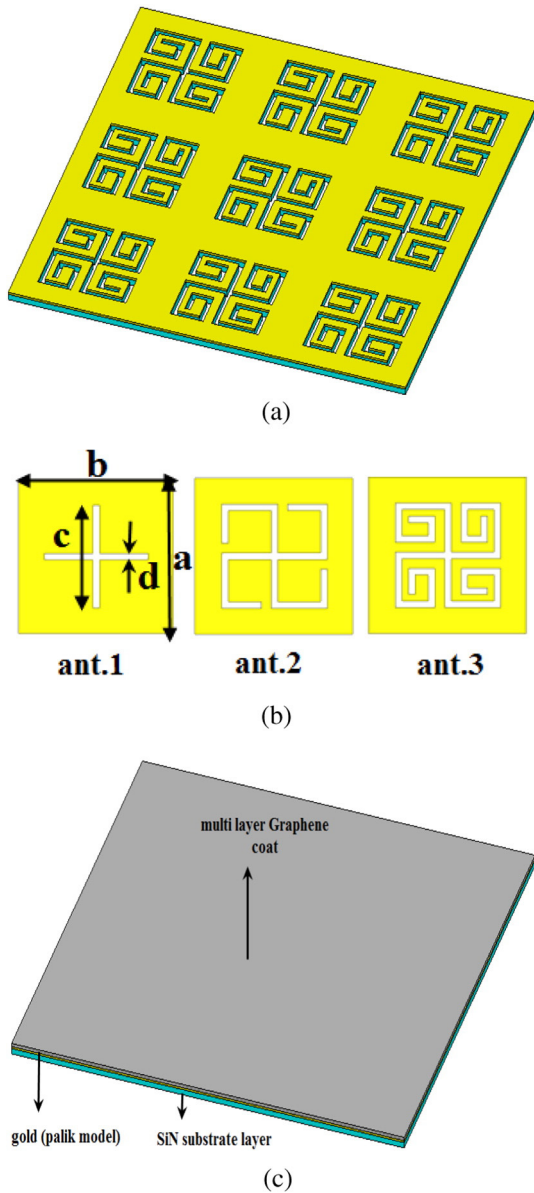 (a)
b
c
d
a
ant.1 ant.2 ant.3
(b)
multi layer Graphene
coat
gold (palik model) SiN substrate layer
(c)